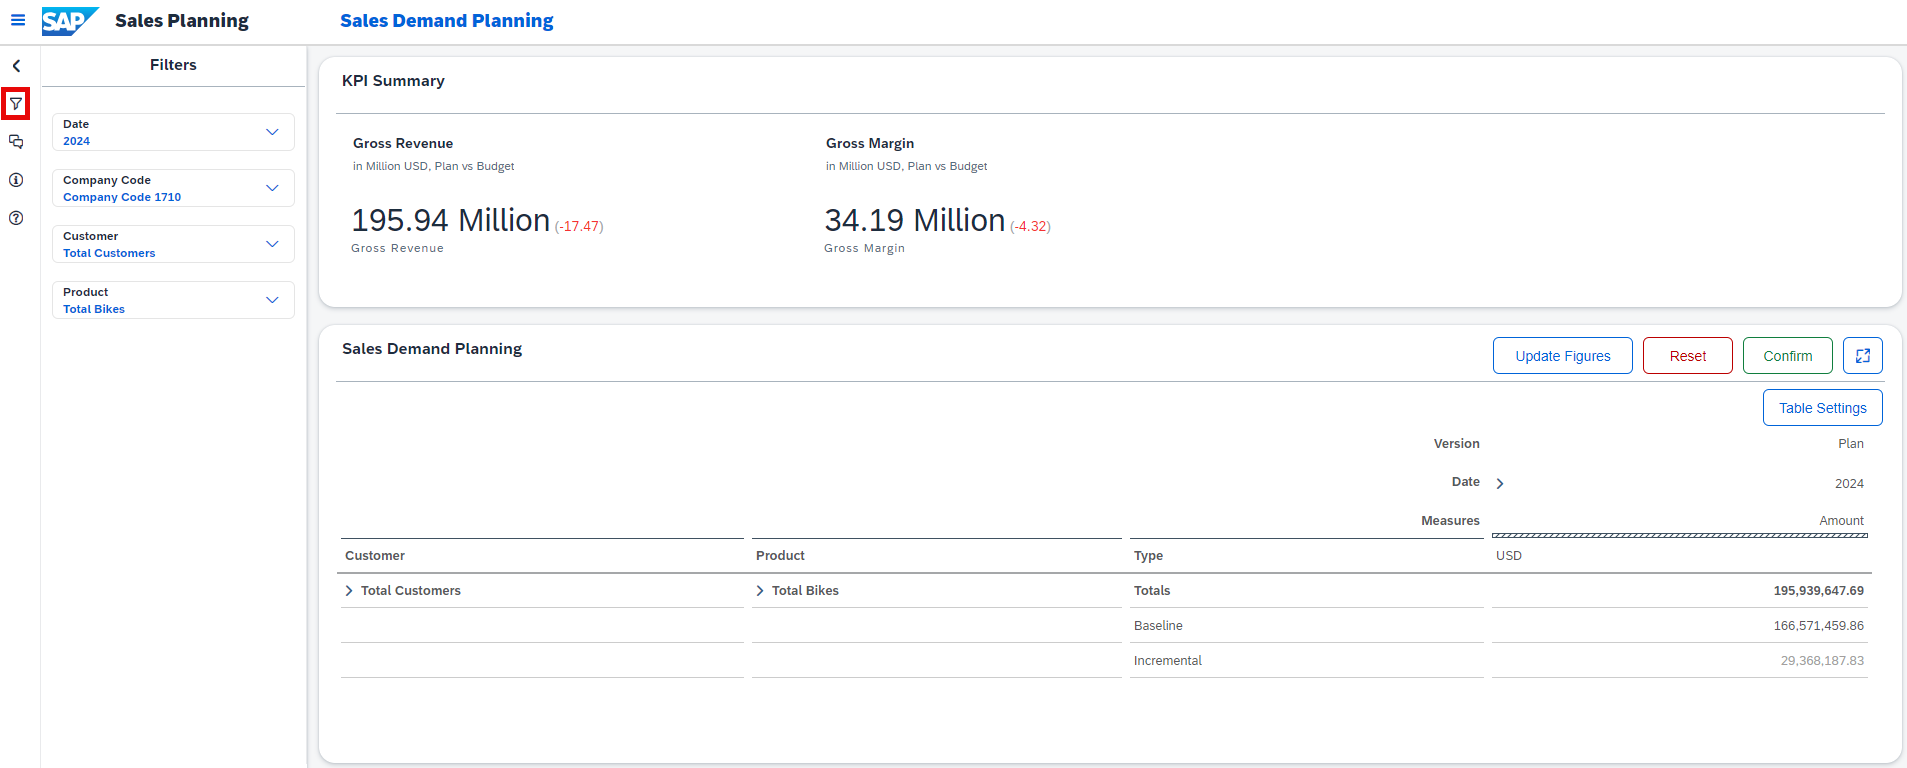 SAP Sales Planning
Sales Demand Planning
Filters
Date
2024
Company Code
Company Code 1710
Customer
Total Customers
Product
Total Bikes
KPI Summary
Gross Revenue
in Million USD, Plan vs Budget
195.94 Million (-17.47)
Gross Revenue
Gross Margin
in Million USD, Plan vs Budget
34.19 Million (-4.32)
Gross Margin
Sales Demand Planning
Update Figures
Reset
Confirm
Table Settings
Version Plan
Date 2024
Measures Amount
Customer Product Type USD
Total Customers Total Bikes Totals 195,939,647.69
Baseline 166,571,459.86
Incremental 29,368,187.83